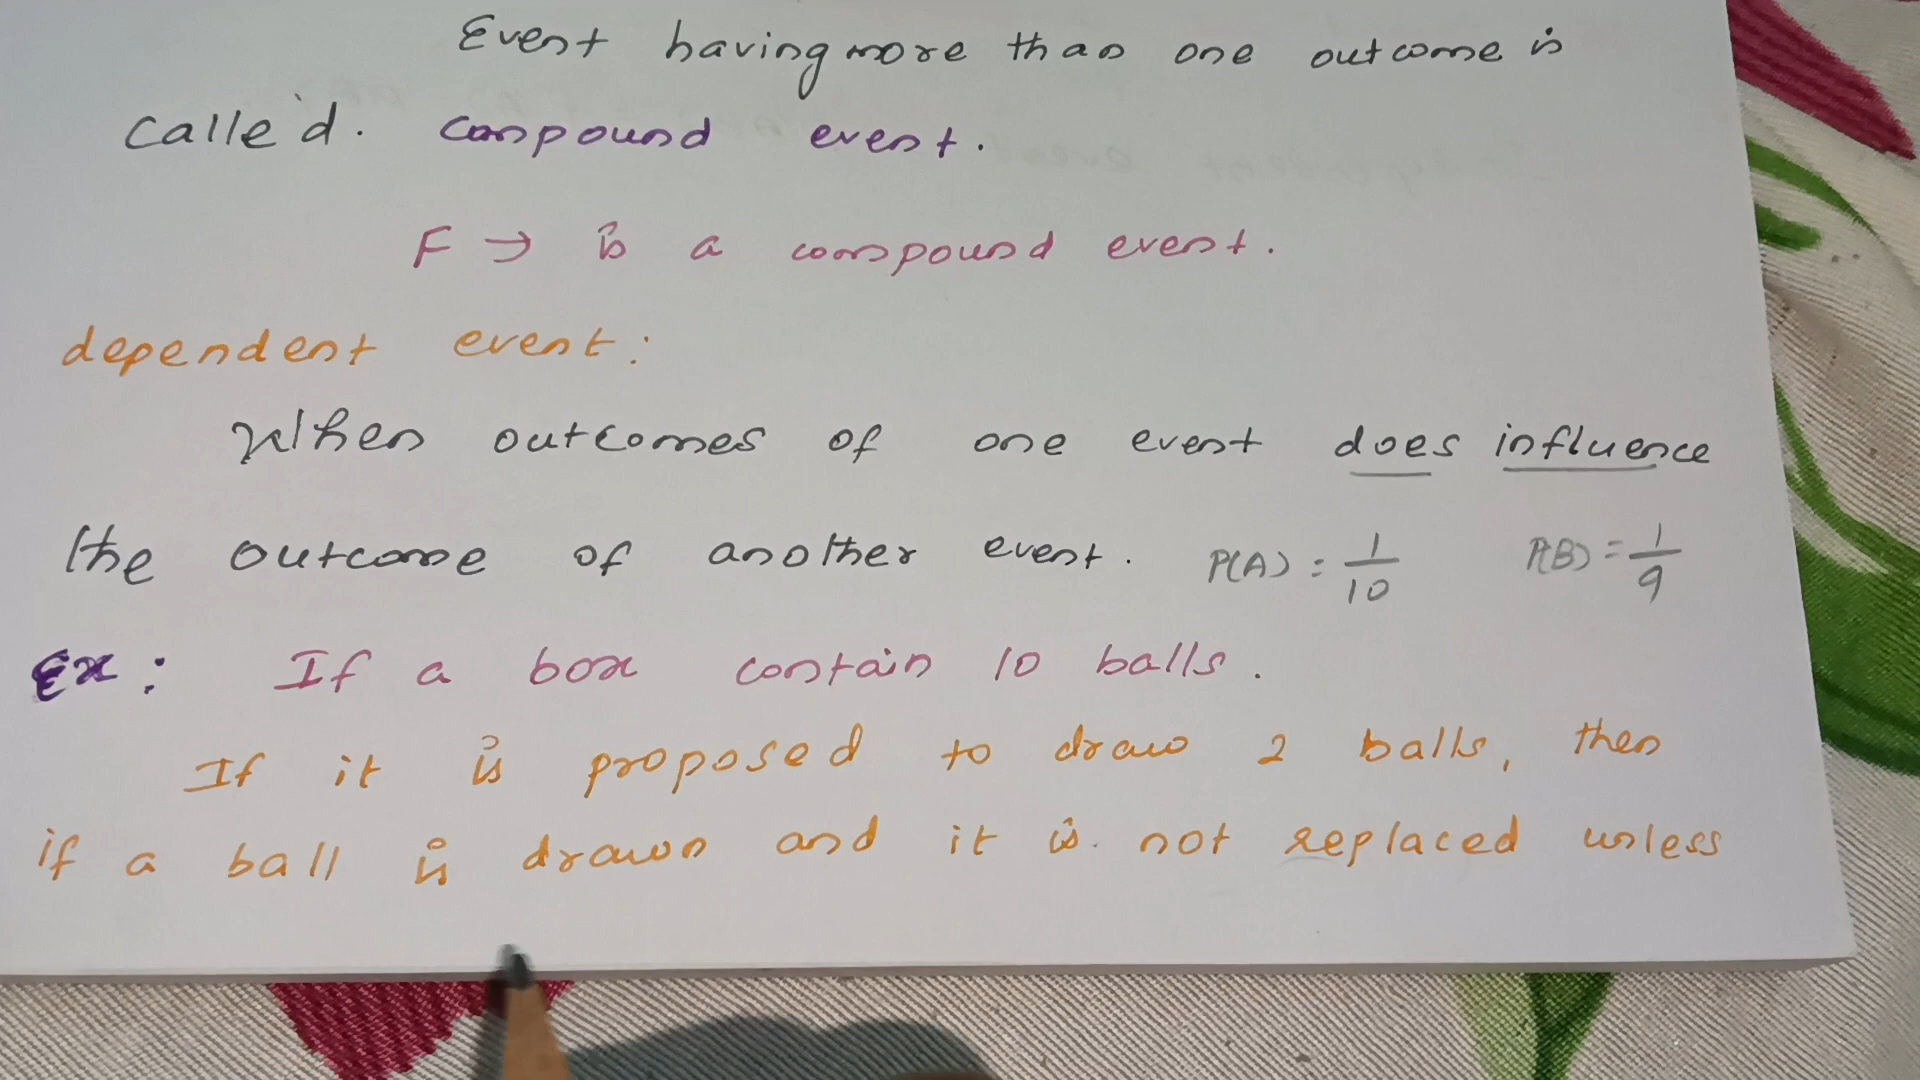 Event having more than one outcome is
called. compound event.
F → is a compound event.
dependent event:
When outcomes of one event does influence
the outcome of another event. P(A) = 1/10 P(B) = 1/9
Ex: If a box contain 10 balls.
If it is proposed to draw 2 balls, then
if a ball is drawn and it is not replaced unless